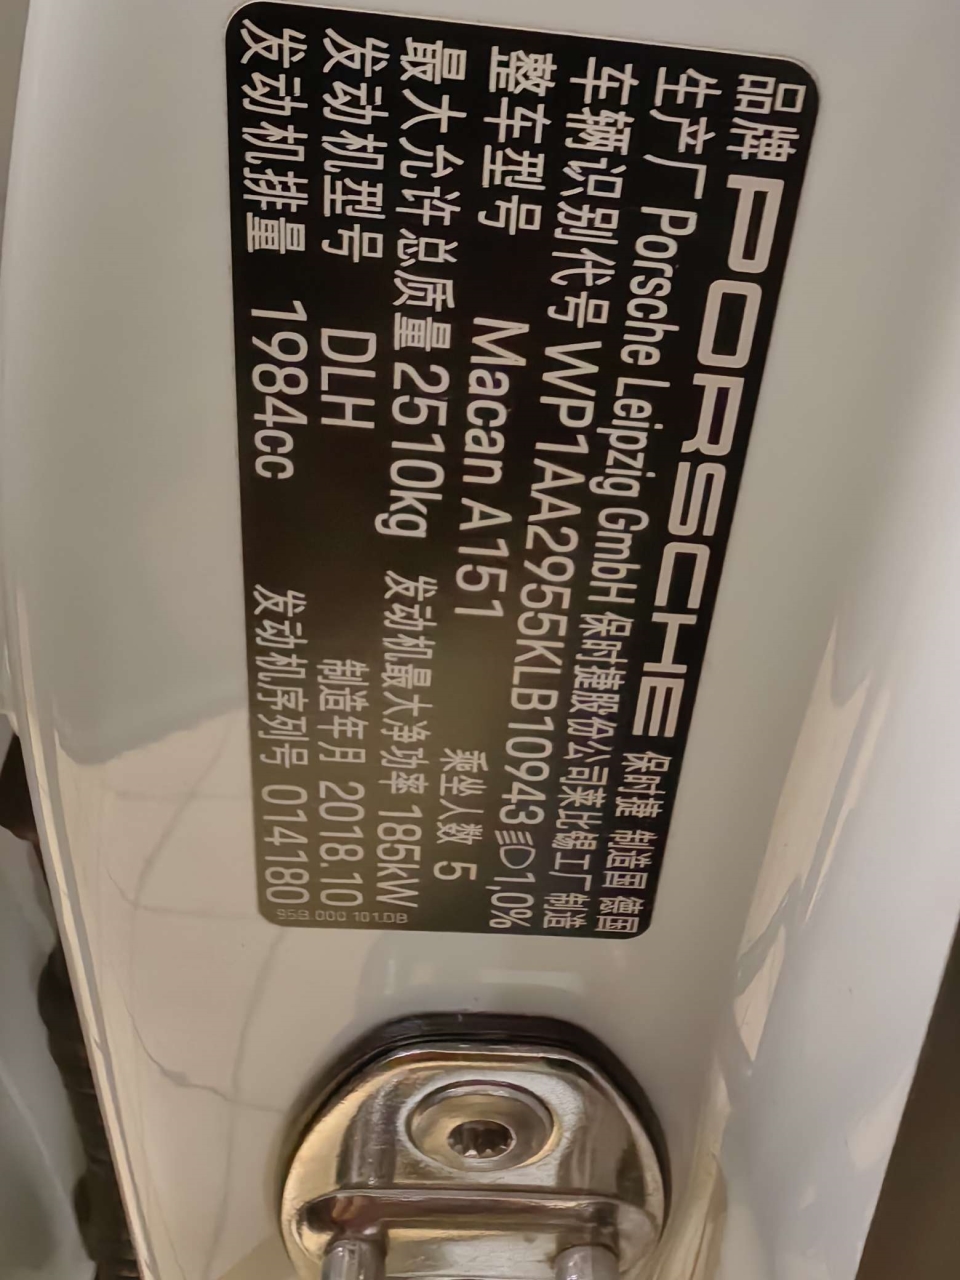 品牌 PORSCHE 保时捷 制造国 德国
生产厂 Porsche Leipzig GmbH 保时捷股份公司莱比锡工厂制造
车辆识别代号 WP1AA2955KLB10943 1,0%
整车型号 Macan A151 乘坐人数 5
最大允许总质量 2510kg 发动机最大净功率 185kW
发动机型号 DLH 制造年月 2018.10
发动机排量 1984cc 发动机序列号 014180
95B.000.101.DB